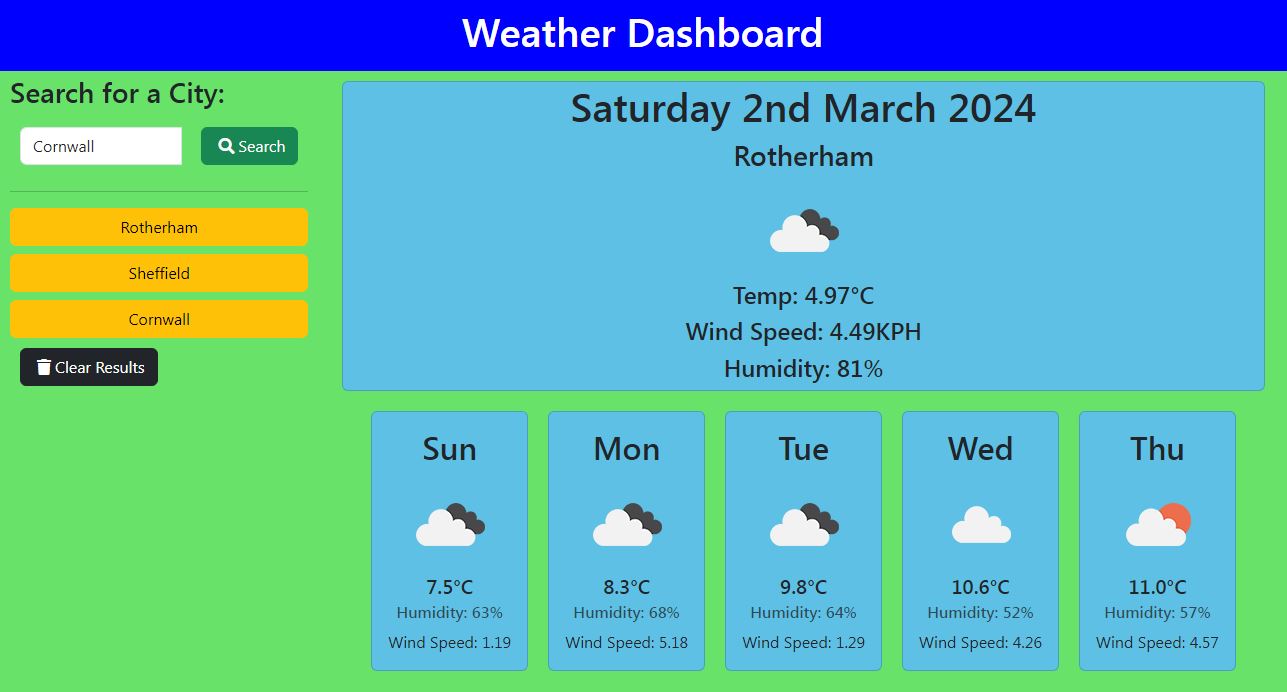 Weather Dashboard
Search for a City:
Cornwall
Search
Rotherham
Sheffield
Cornwall
Clear Results
Saturday 2nd March 2024
Rotherham
Temp: 4.97°C
Wind Speed: 4.49KPH
Humidity: 81%
Sun
7.5°C
Humidity: 63%
Wind Speed: 1.19
Mon
8.3°C
Humidity: 68%
Wind Speed: 5.18
Tue
9.8°C
Humidity: 64%
Wind Speed: 1.29
Wed
10.6°C
Humidity: 52%
Wind Speed: 4.26
Thu
11.0°C
Humidity: 57%
Wind Speed: 4.57